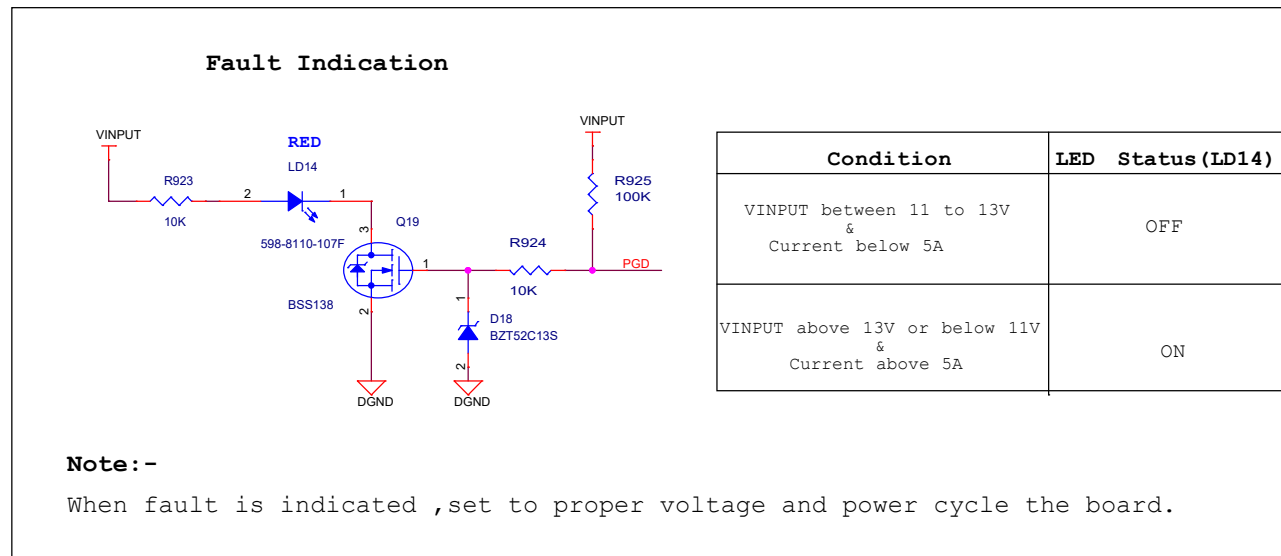 Fault Indication
VINPUT
RED
LD14
R923
10K
2
1
598-8110-107F
3
Q19
BSS138
2
DGND
1
R924
10K
VINPUT
R925
100K
PGD
1
D18
BZT52C13S
2
DGND
Condition
LED Status(LD14)
VINPUT between 11 to 13V
&
Current below 5A
OFF
VINPUT above 13V or below 11V
&
Current above 5A
ON
Note:-
When fault is indicated ,set to proper voltage and power cycle the board.